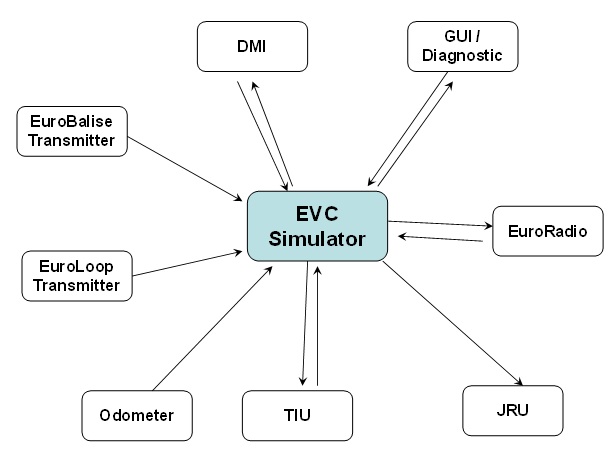 DMI
GUI /
Diagnostic
EuroBalise
Transmitter
EVC
Simulator
EuroRadio
EuroLoop
Transmitter
Odometer
TIU
JRU